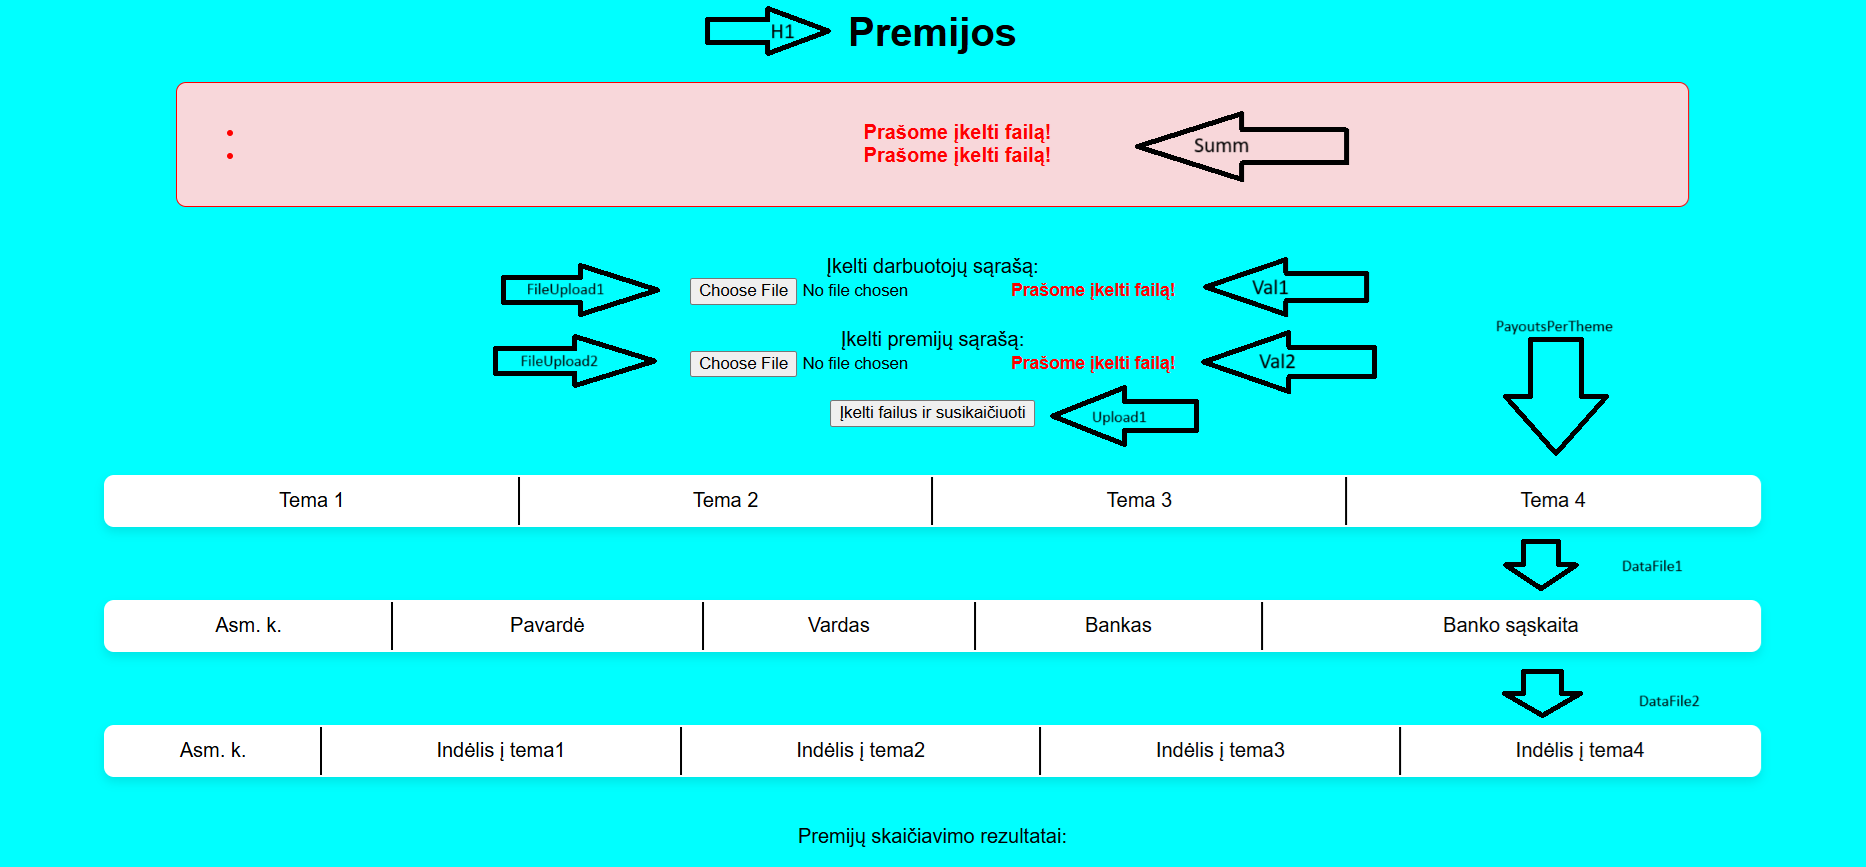 H1 Premijos
• Prašome įkelti failą!
• Prašome įkelti failą!
Summ
Įkelti darbuotojų sąrašą:
FileUpload1 Choose File No file chosen Prašome įkelti failą! Val1
PayoutsPerTheme
Įkelti premijų sąrašą:
FileUpload2 Choose File No file chosen Prašome įkelti failą! Val2
Įkelti failus ir susikaičiuoti Upload1
Tema 1 Tema 2 Tema 3 Tema 4
DataFile1
Asm. k. Pavardė Vardas Bankas Banko sąskaita
DataFile2
Asm. k. Indėlis į tema1 Indėlis į tema2 Indėlis į tema3 Indėlis į tema4
Premijų skaičiavimo rezultatai: